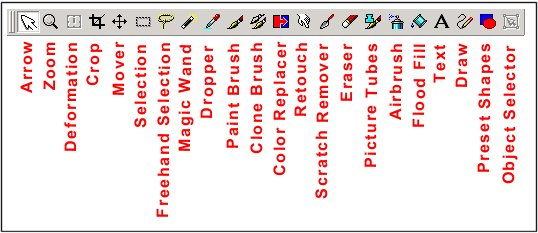 Arrow
Zoom
Deformation
Crop
Mover
Selection
Freehand Selection
Magic Wand
Dropper
Paint Brush
Clone Brush
Color Replacer
Retouch
Scratch Remover
Eraser
Picture Tubes
Airbrush
Flood Fill
Text
Draw
Preset Shapes
Object Selector